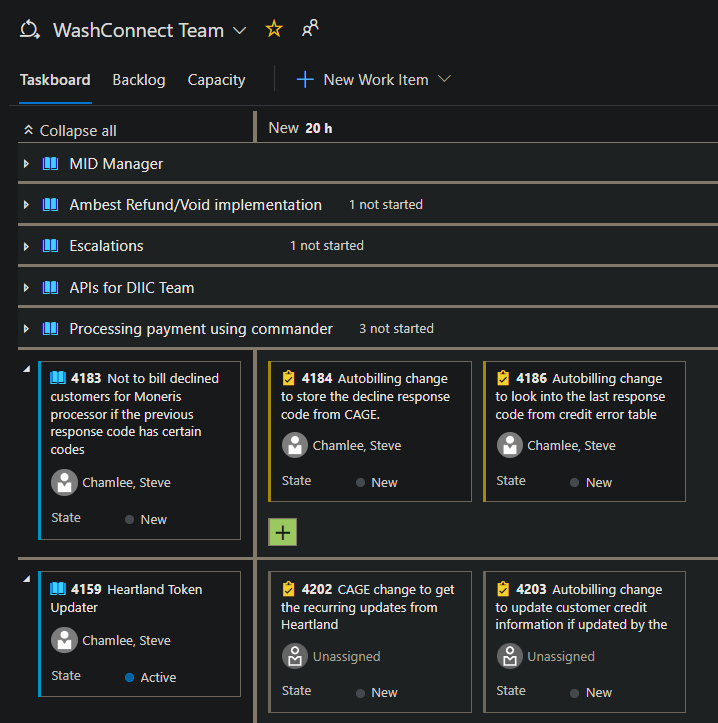 WashConnect Team
Taskboard Backlog Capacity New Work Item
Collapse all
New 20 h
MID Manager
Ambest Refund/Void implementation 1 not started
Escalations 1 not started
APIs for DIIC Team
Processing payment using commander 3 not started
4183 Not to bill declined
customers for Moneris
processor if the previous
response code has certain
codes
Chamlee, Steve
State New
4184 Autobilling change
to store the decline response
code from CAGE.
Chamlee, Steve
State New
4186 Autobilling change
to look into the last response
code from credit error table
Chamlee, Steve
State New
4159 Heartland Token
Updater
Chamlee, Steve
State Active
4202 CAGE change to get
the recurring updates from
Heartland
Unassigned
State New
4203 Autobilling change
to update customer credit
information if updated by the
Unassigned
State New